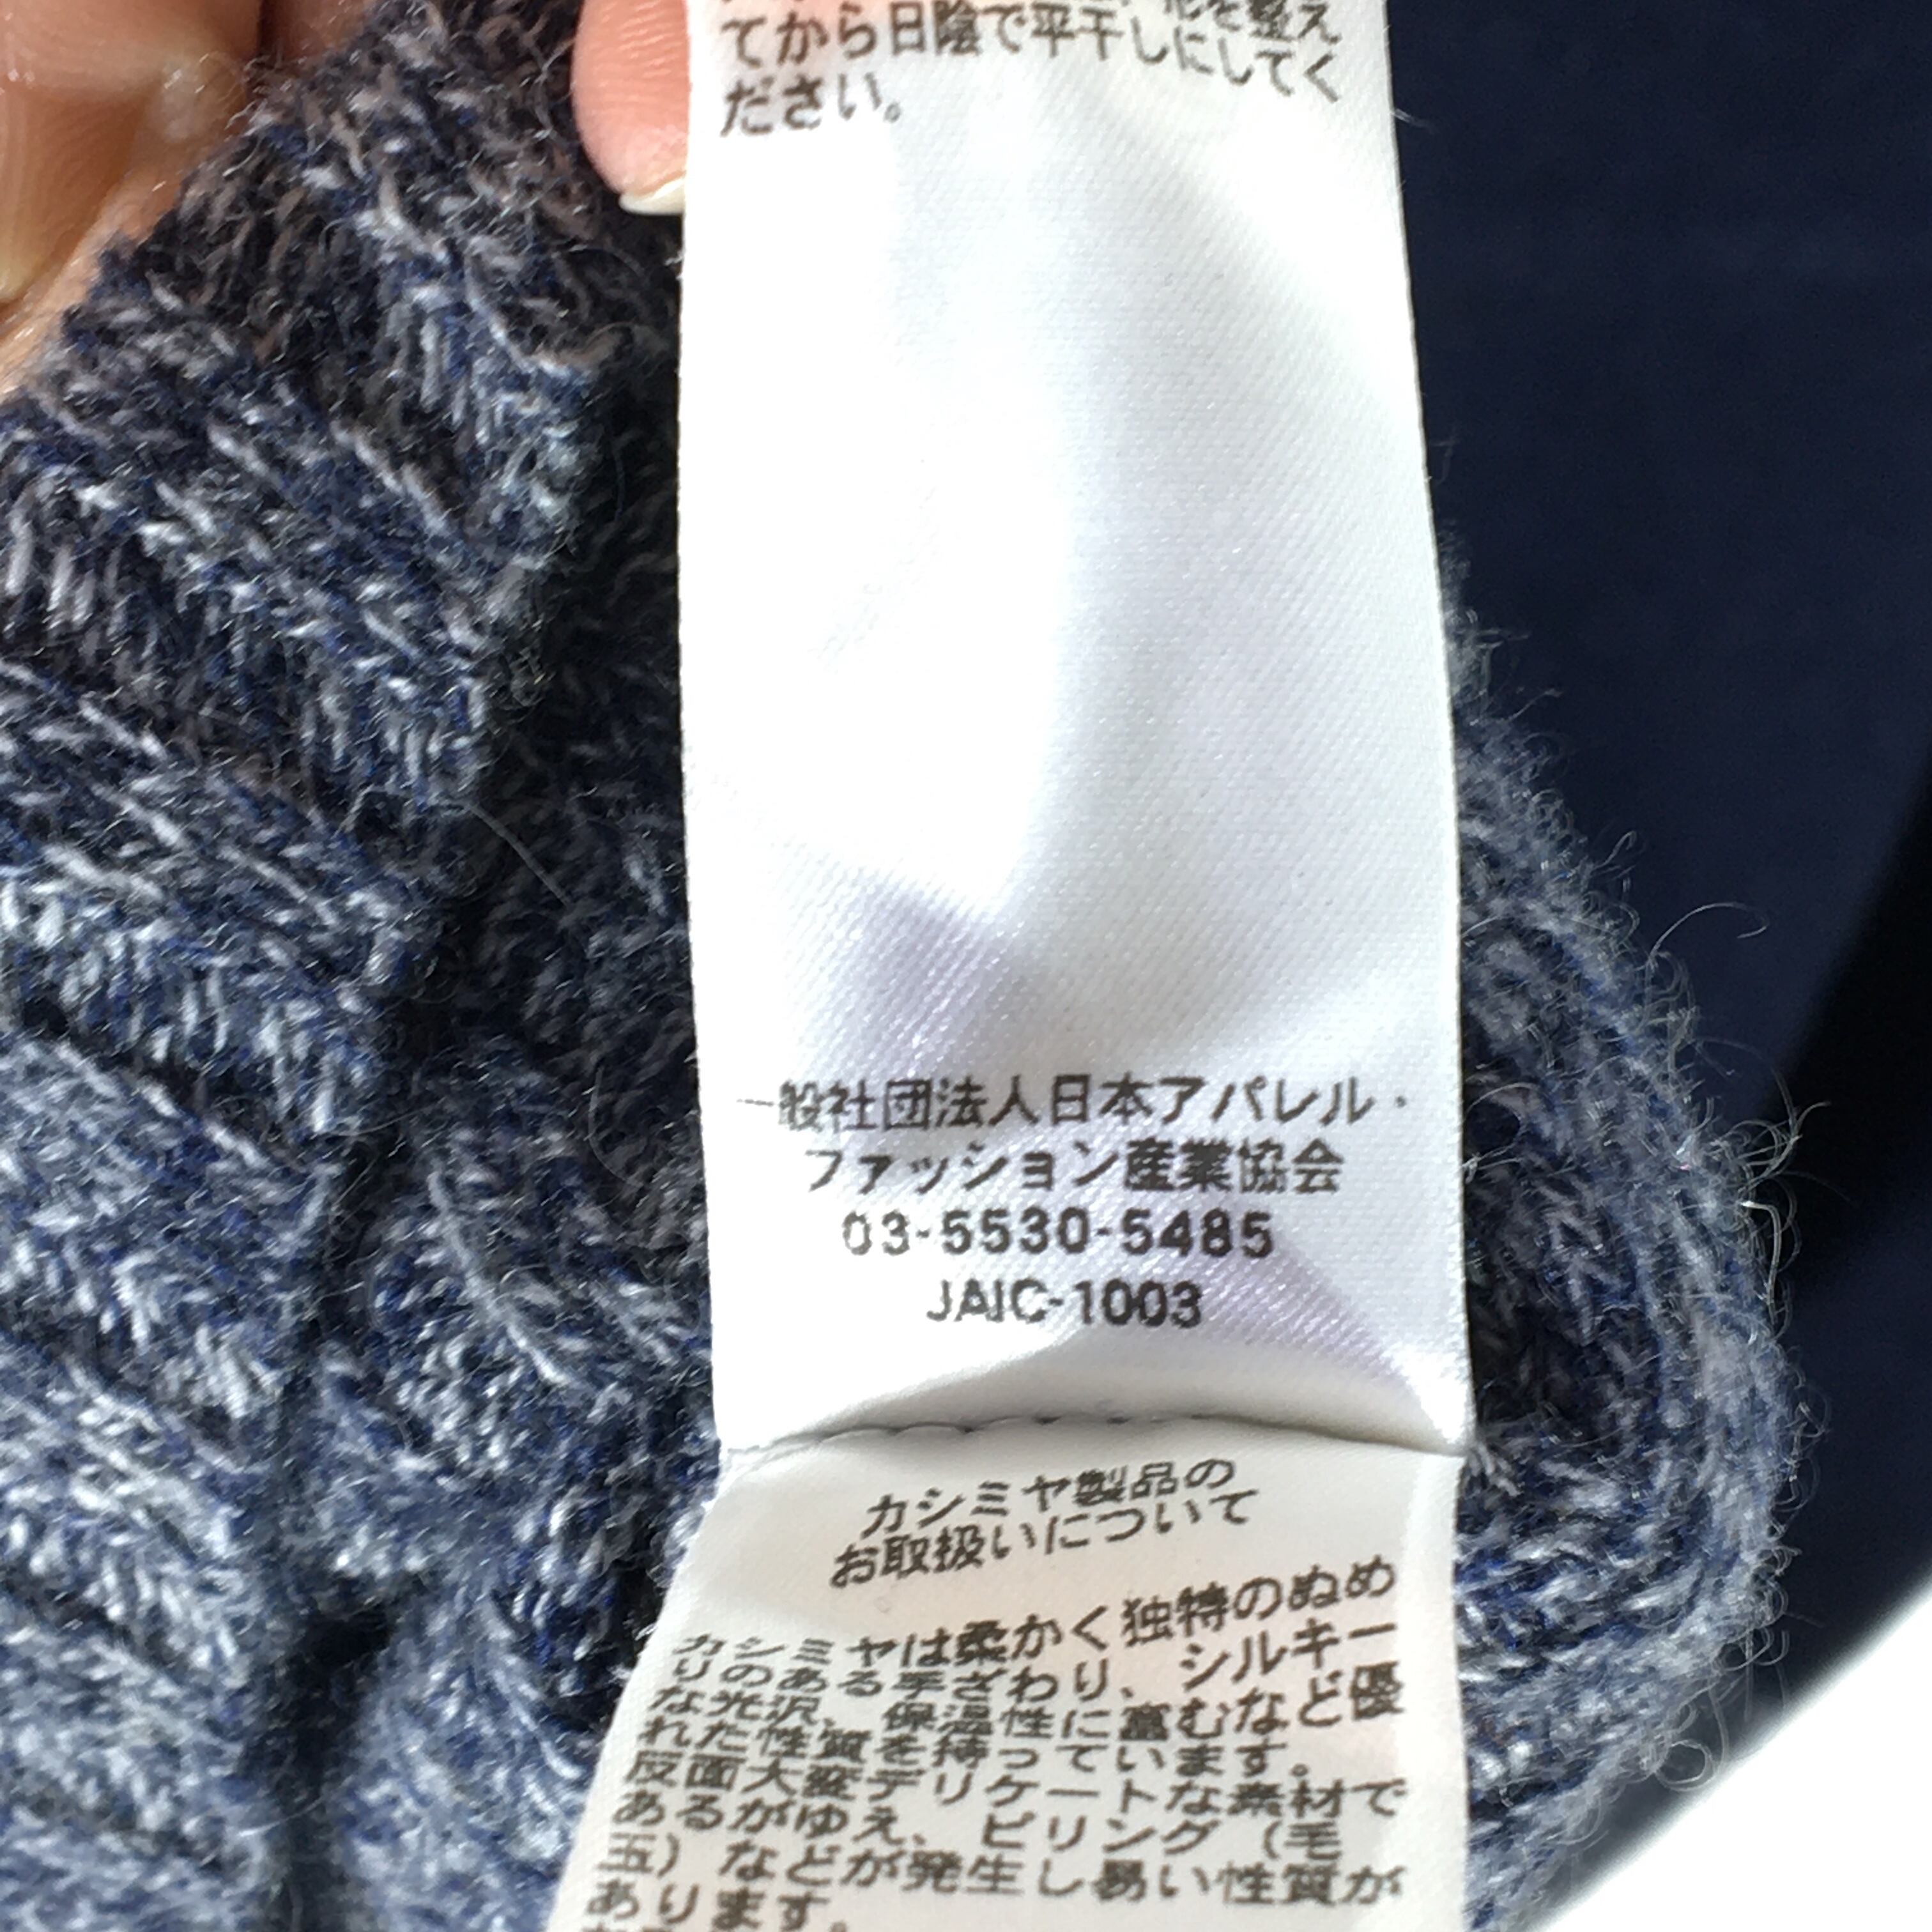 形を整え
てから日陰で平干しにしてく
ださい。
一般社団法人日本アパレル・
ファッション産業協会
03-5530-5485
JAIC-1003
カシミヤ製品の
お取扱いについて
カシミヤは柔かく独特のぬめ
りのある手ざわり、シルキー
な光沢、保温性に富むなど優
れた性質を持っています。
反面大変デリケートな素材で
あるがゆえ、ピリング（毛
玉）などが発生し易い性質が
あります。